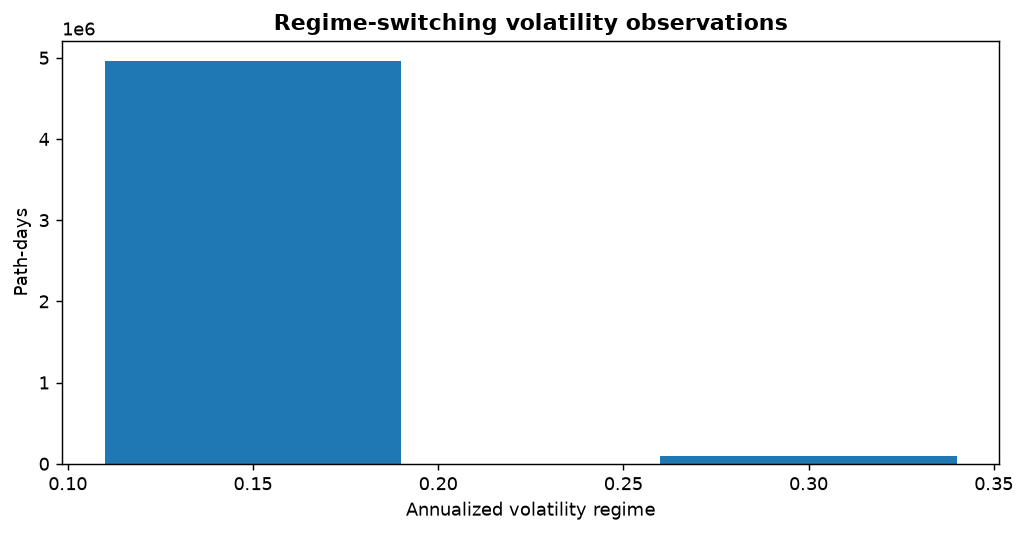 Regime-switching volatility observations
1e6
5
4
3
2
1
0
Path-days
0.10 0.15 0.20 0.25 0.30 0.35
Annualized volatility regime